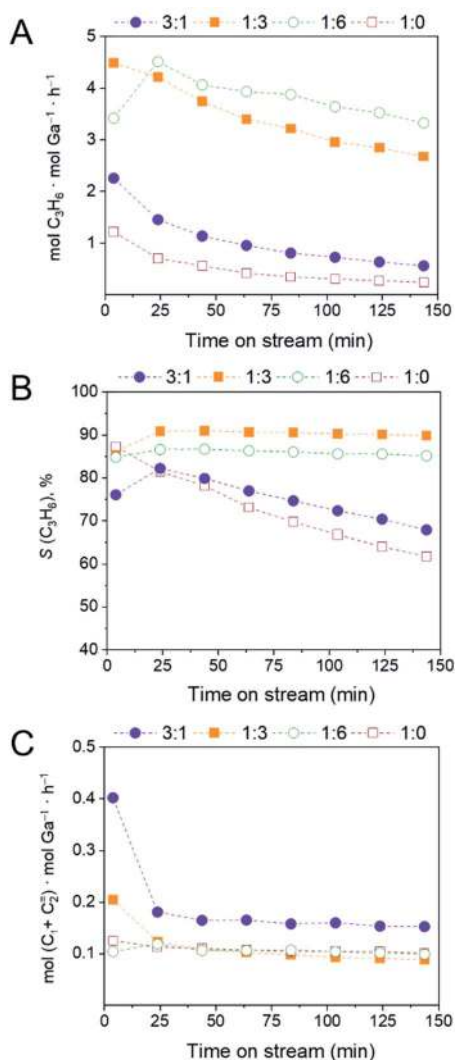 A
3:1 1:3 1:6 1:0
mol C₃H₆ · mol Ga⁻¹ · h⁻¹
5
4
3
2
1
0 25 50 75 100 125 150
Time on stream (min)
B
3:1 1:3 1:6 1:0
S (C₃H₆), %
100
90
80
70
60
50
40
0 25 50 75 100 125 150
Time on stream (min)
C
3:1 1:3 1:6 1:0
mol (C₁+ C₂⁼) · mol Ga⁻¹ · h⁻¹
0.5
0.4
0.3
0.2
0.1
0 25 50 75 100 125 150
Time on stream (min)